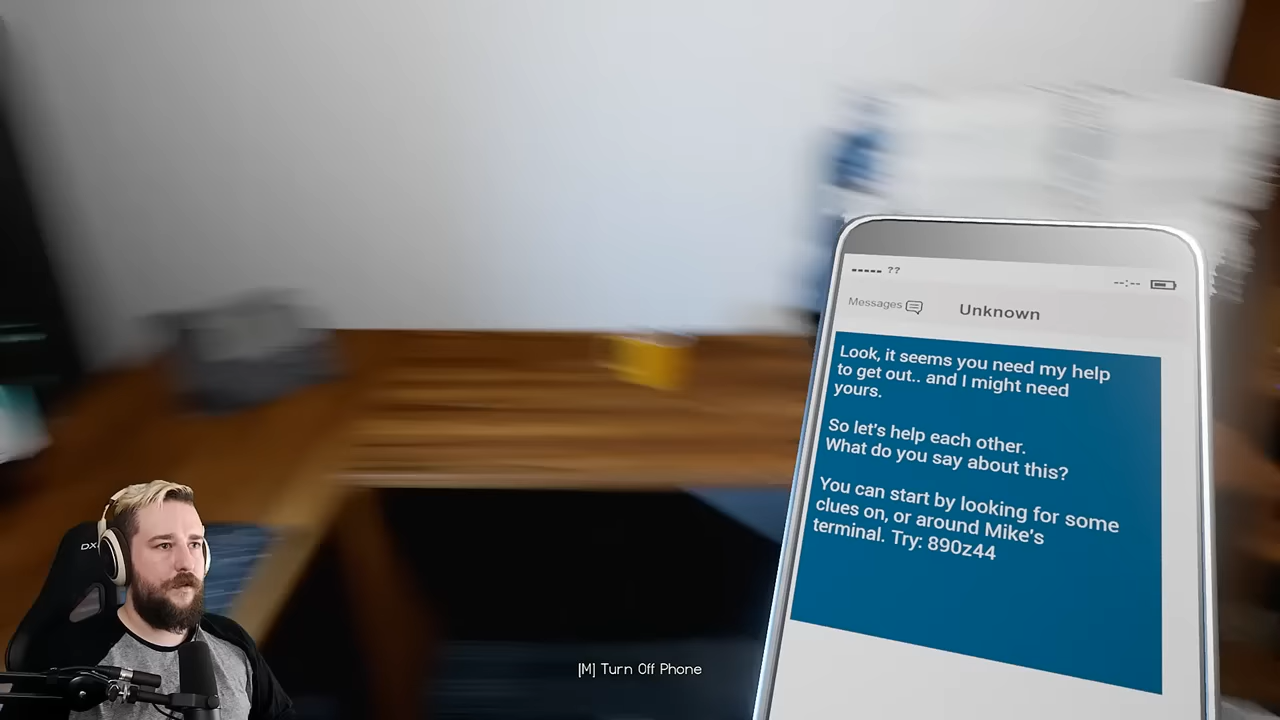 ----- ??
--:--
Messages
Unknown
Look, it seems you need my help
to get out.. and I might need
yours.
So let's help each other.
What do you say about this?
You can start by looking for some
clues on, or around Mike's
terminal. Try: 890z44
DX
[M] Turn Off Phone